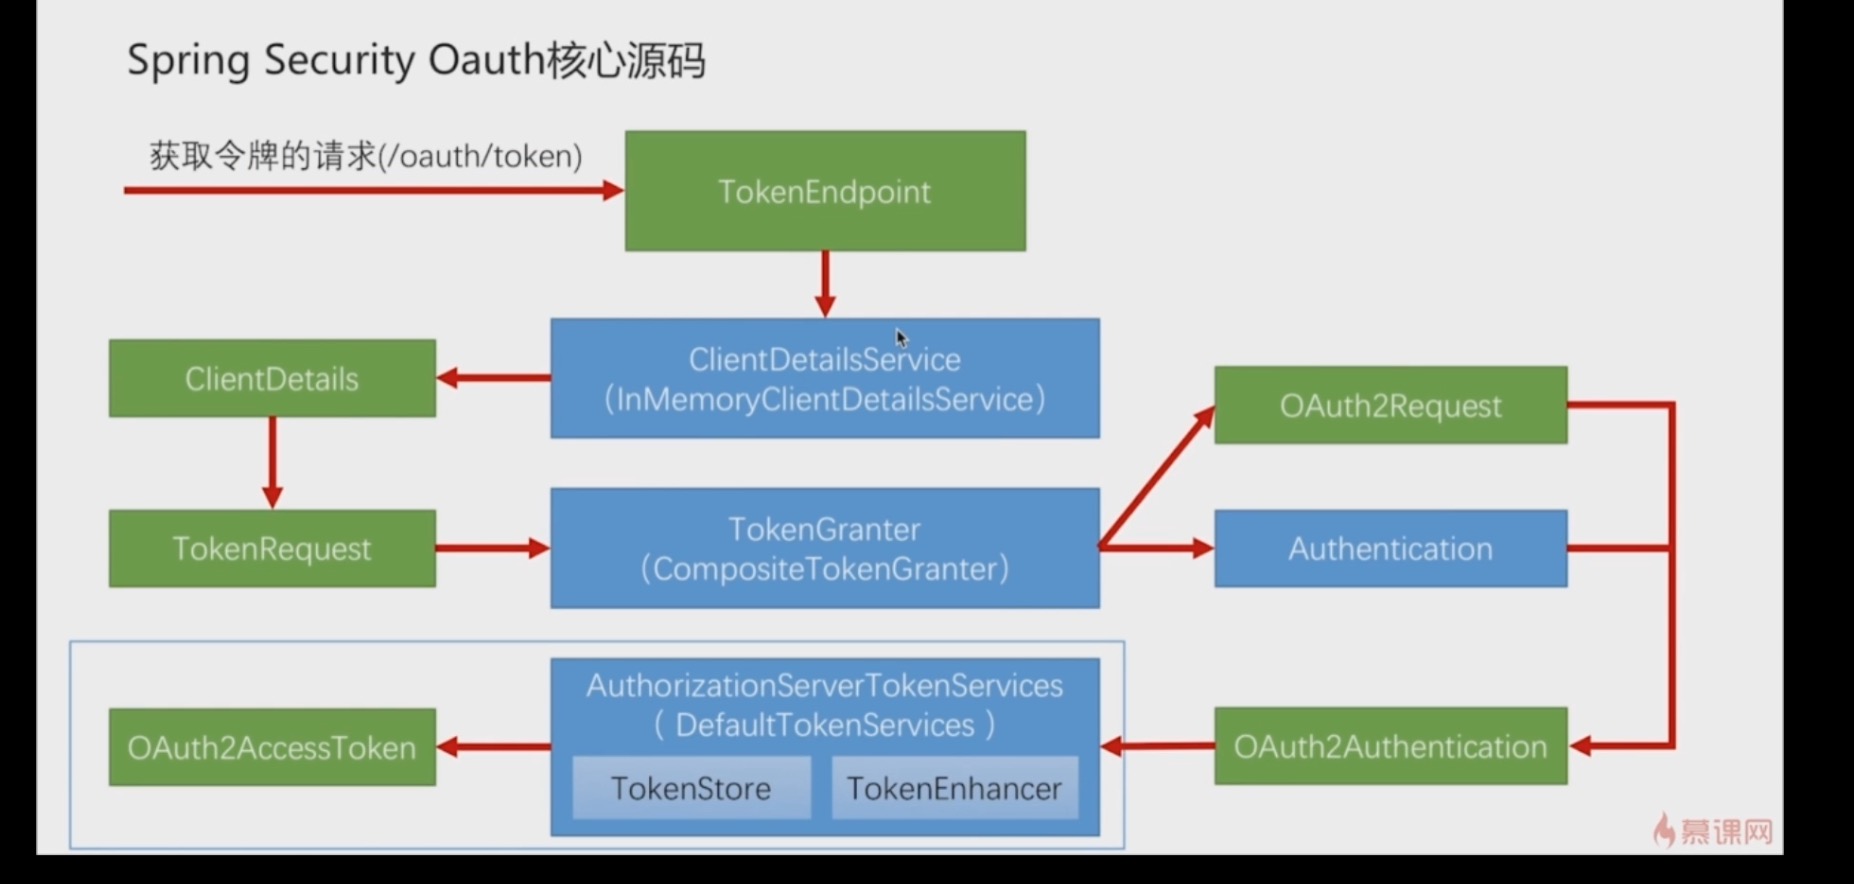 Spring Security Oauth核心源码
获取令牌的请求(/oauth/token)
TokenEndpoint
ClientDetails
ClientDetailsService
（InMemoryClientDetailsService）
OAuth2Request
TokenRequest
TokenGranter
（CompositeTokenGranter）
Authentication
OAuth2AccessToken
AuthorizationServerTokenServices
（ DefaultTokenServices ）
TokenStore
TokenEnhancer
OAuth2Authentication
慕课网